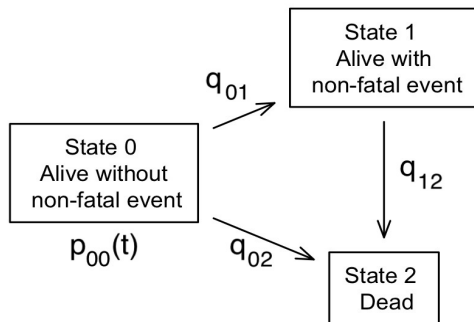 State 1
Alive with
non-fatal event
q01
State 0
Alive without
non-fatal event
q12
p00(t)
q02
State 2
Dead